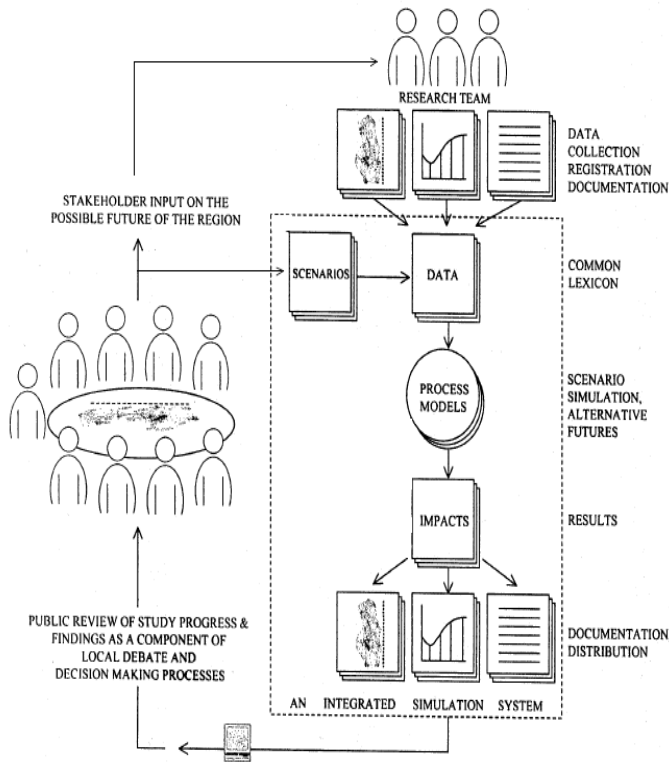 RESEARCH TEAM
DATA
COLLECTION
REGISTRATION
DOCUMENTATION
STAKEHOLDER INPUT ON THE
POSSIBLE FUTURE OF THE REGION
SCENARIOS
DATA
COMMON
LEXICON
PROCESS
MODELS
SCENARIO
SIMULATION,
ALTERNATIVE
FUTURES
IMPACTS
RESULTS
PUBLIC REVIEW OF STUDY PROGRESS &
FINDINGS AS A COMPONENT OF
LOCAL DEBATE AND
DECISION MAKING PROCESSES
DOCUMENTATION
DISTRIBUTION
AN INTEGRATED SIMULATION SYSTEM